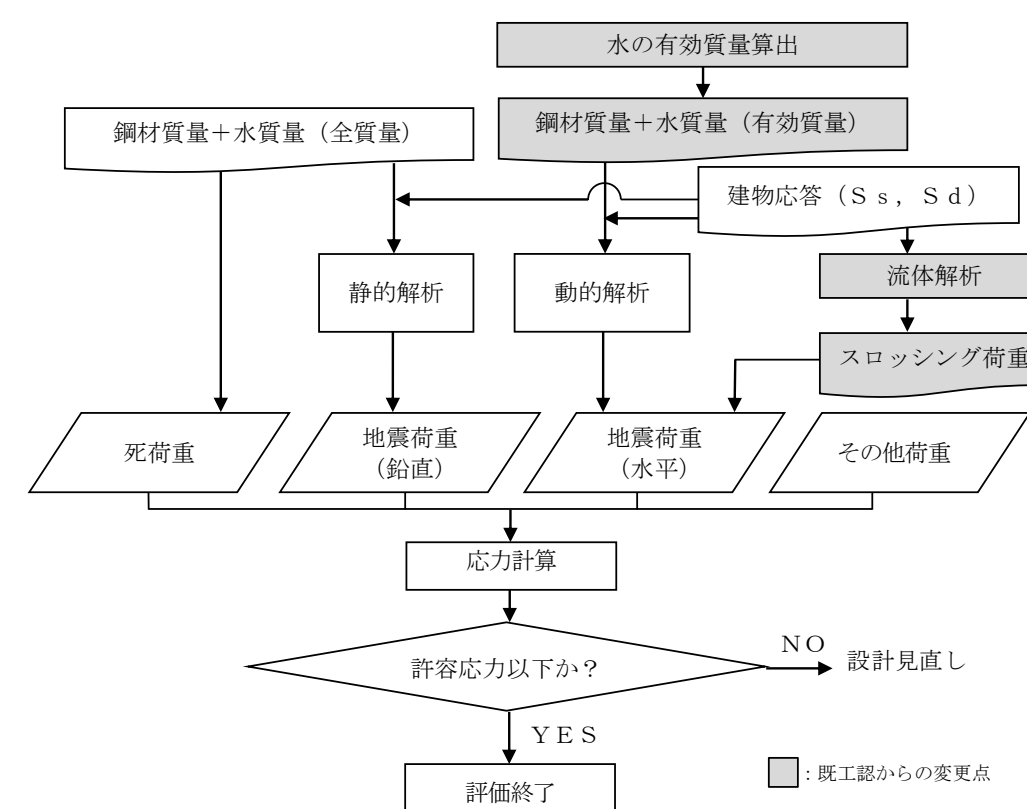 水の有効質量算出
鋼材質量＋水質量（全質量）
鋼材質量＋水質量（有効質量）
建物応答（Ｓｓ，Ｓｄ）
静的解析
動的解析
流体解析
スロッシング荷重
死荷重
地震荷重
（鉛直）
地震荷重
（水平）
その他荷重
応力計算
許容応力以下か？
ＮＯ
設計見直し
ＹＥＳ
評価終了
：既工認からの変更点